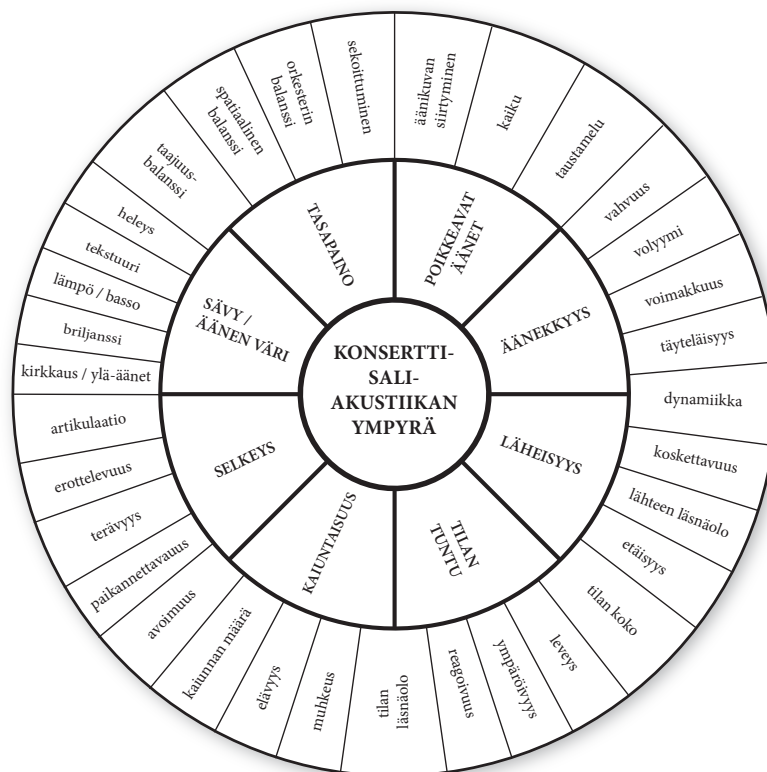 KONSERTTI-
SALI-
AKUSTIIKAN
YMPYRÄ
TASAPAINO
POIKKEAVAT
ÄÄNET
ÄÄNEKKYYS
LÄHEISYYS
TILAN
TUNTU
KAIUNTAISUUS
SELKEYS
SÄVY /
ÄÄNEN VÄRI
äänikuvan
siirtyminen
kaiku
taustamelu
vahvuus
volyymi
voimakkuus
täyteläisyys
dynamiikka
koskettavuus
lähteen läsnäolo
etäisyys
tilan koko
leveys
ympäröivyys
reagoivuus
tilan
läsnäolo
muhkeus
elävyys
kaiunnan määrä
avoimuus
paikannettavauus
terävyys
erottelevuus
artikulaatio
kirkkaus / ylä-äänet
briljanssi
lämpö / basso
tekstuuri
heleys
taajuus-
balanssi
spatiaalinen
balanssi
orkesterin
balanssi
sekoittuminen